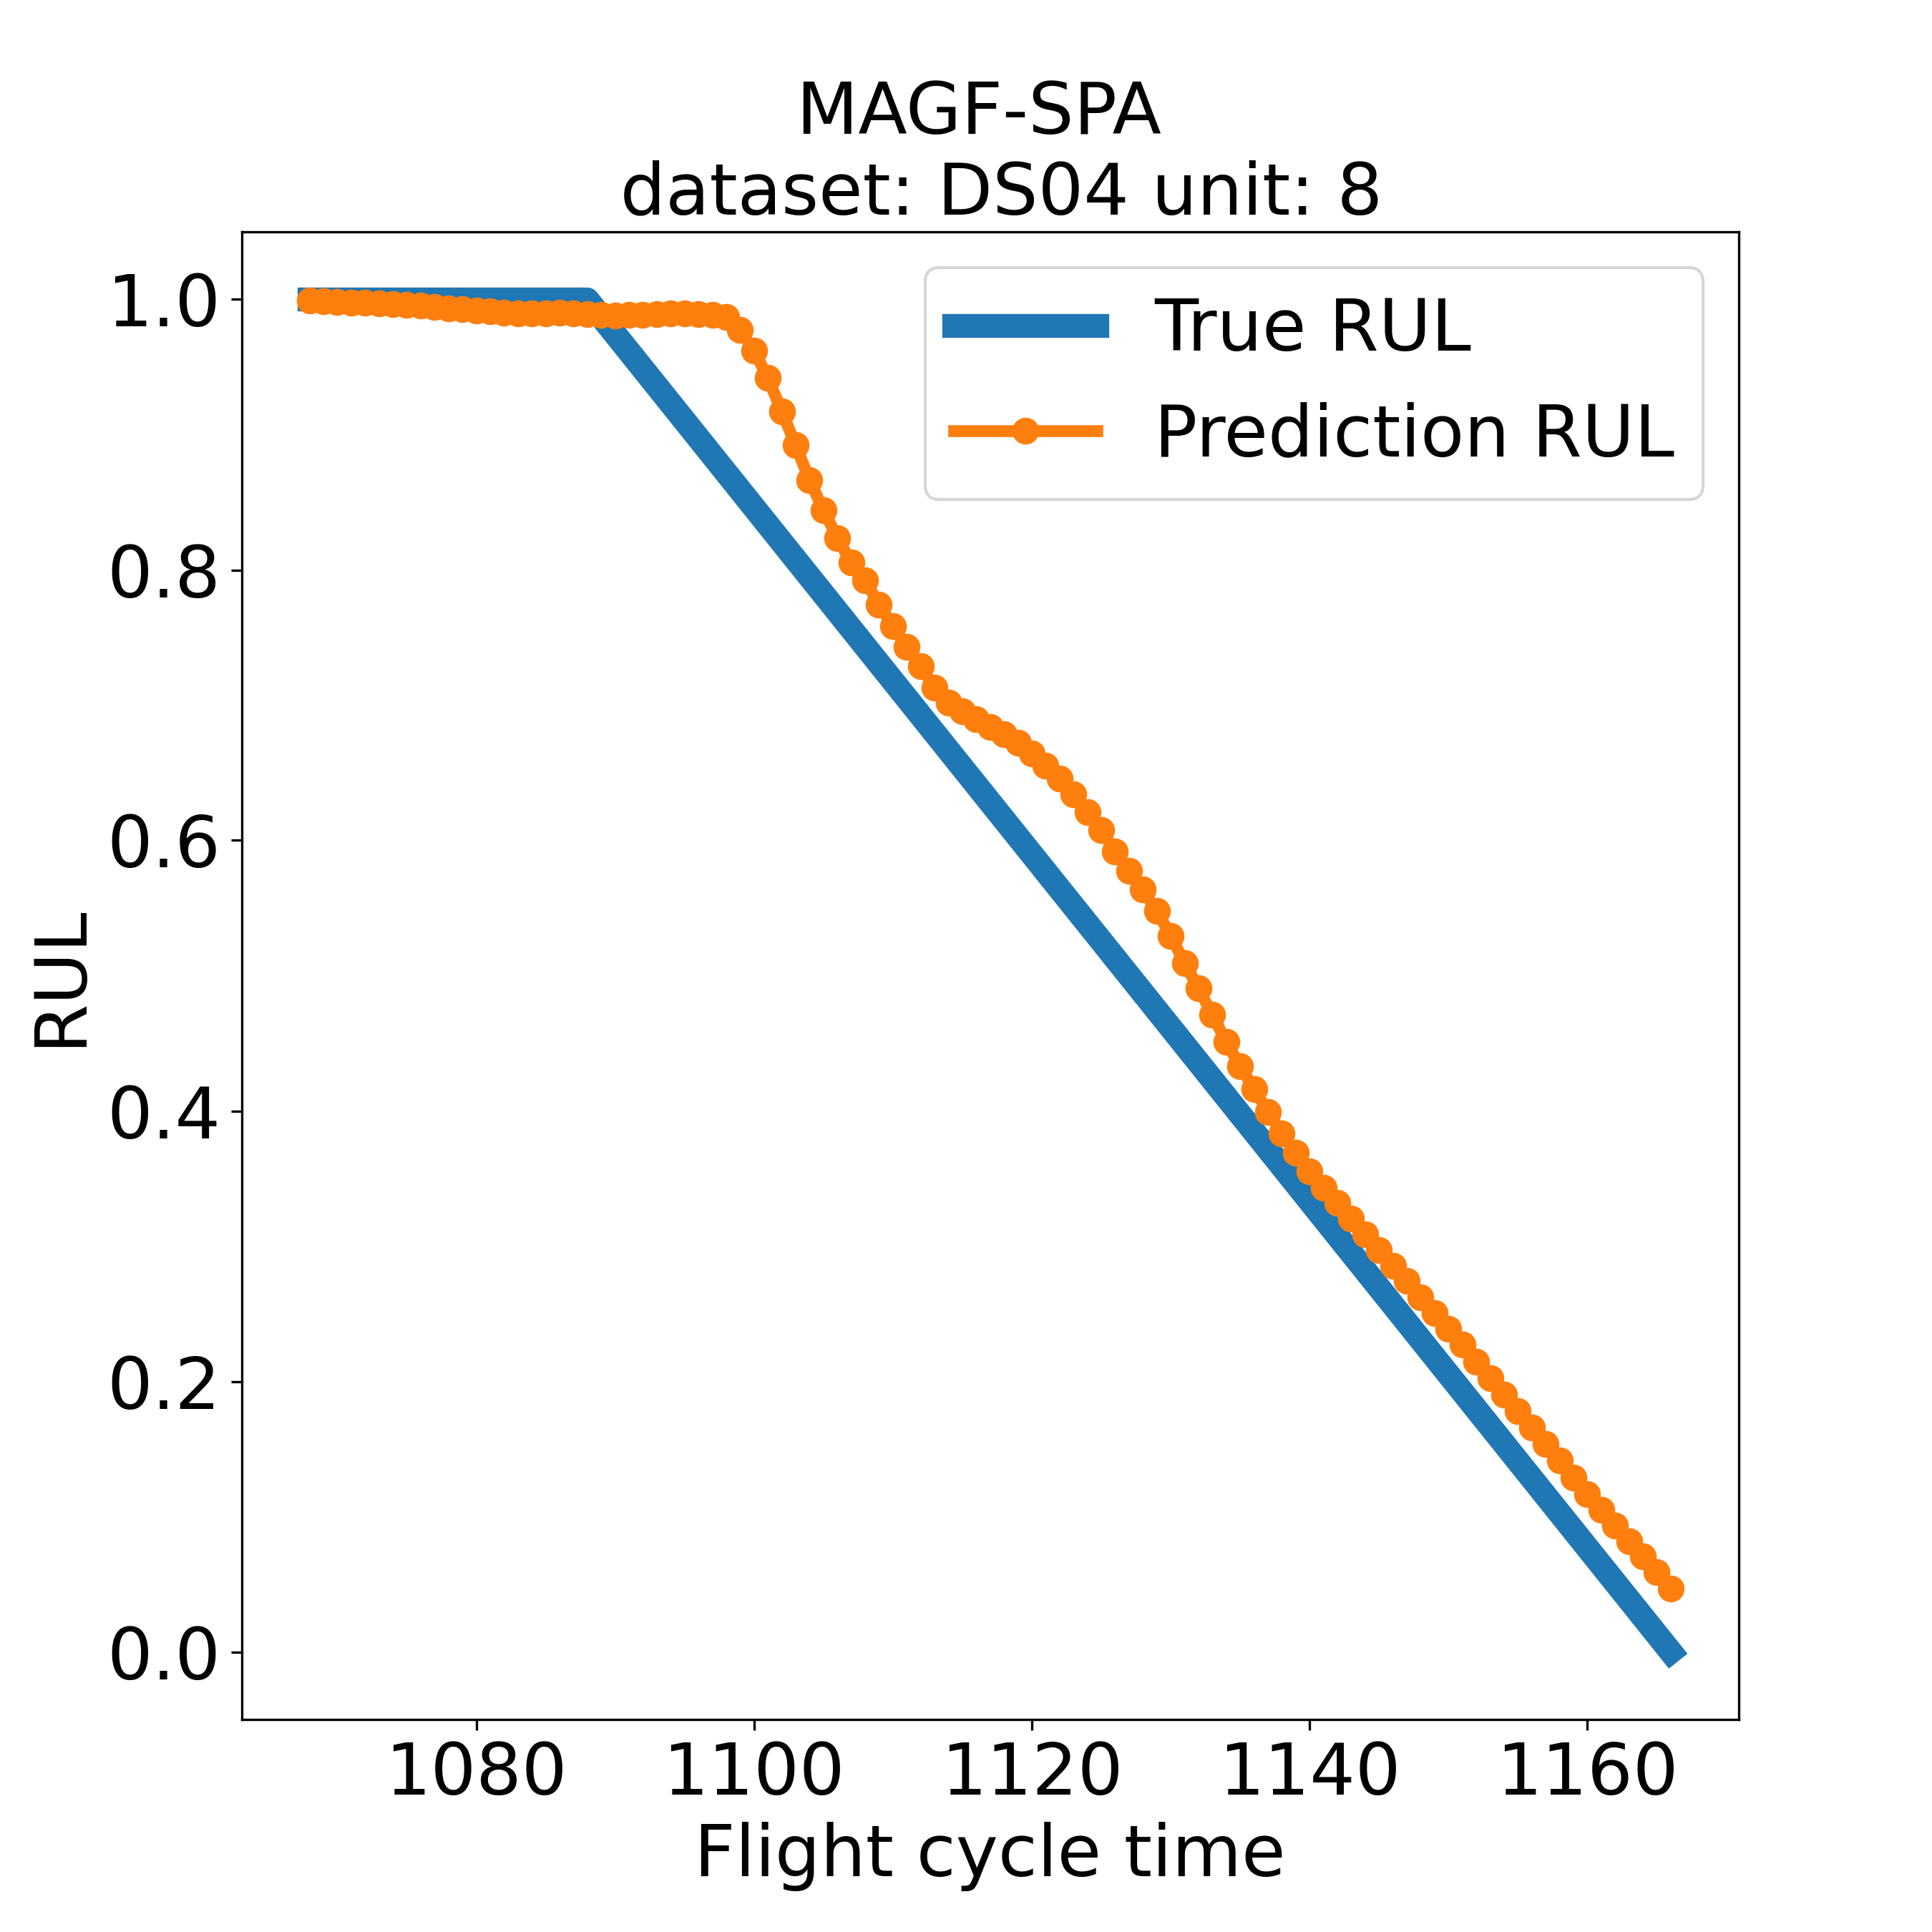 MAGF-SPA
dataset: DS04 unit: 8
True RUL
Prediction RUL
1.0
0.8
0.6
0.4
0.2
0.0
RUL
1080 1100 1120 1140 1160
Flight cycle time